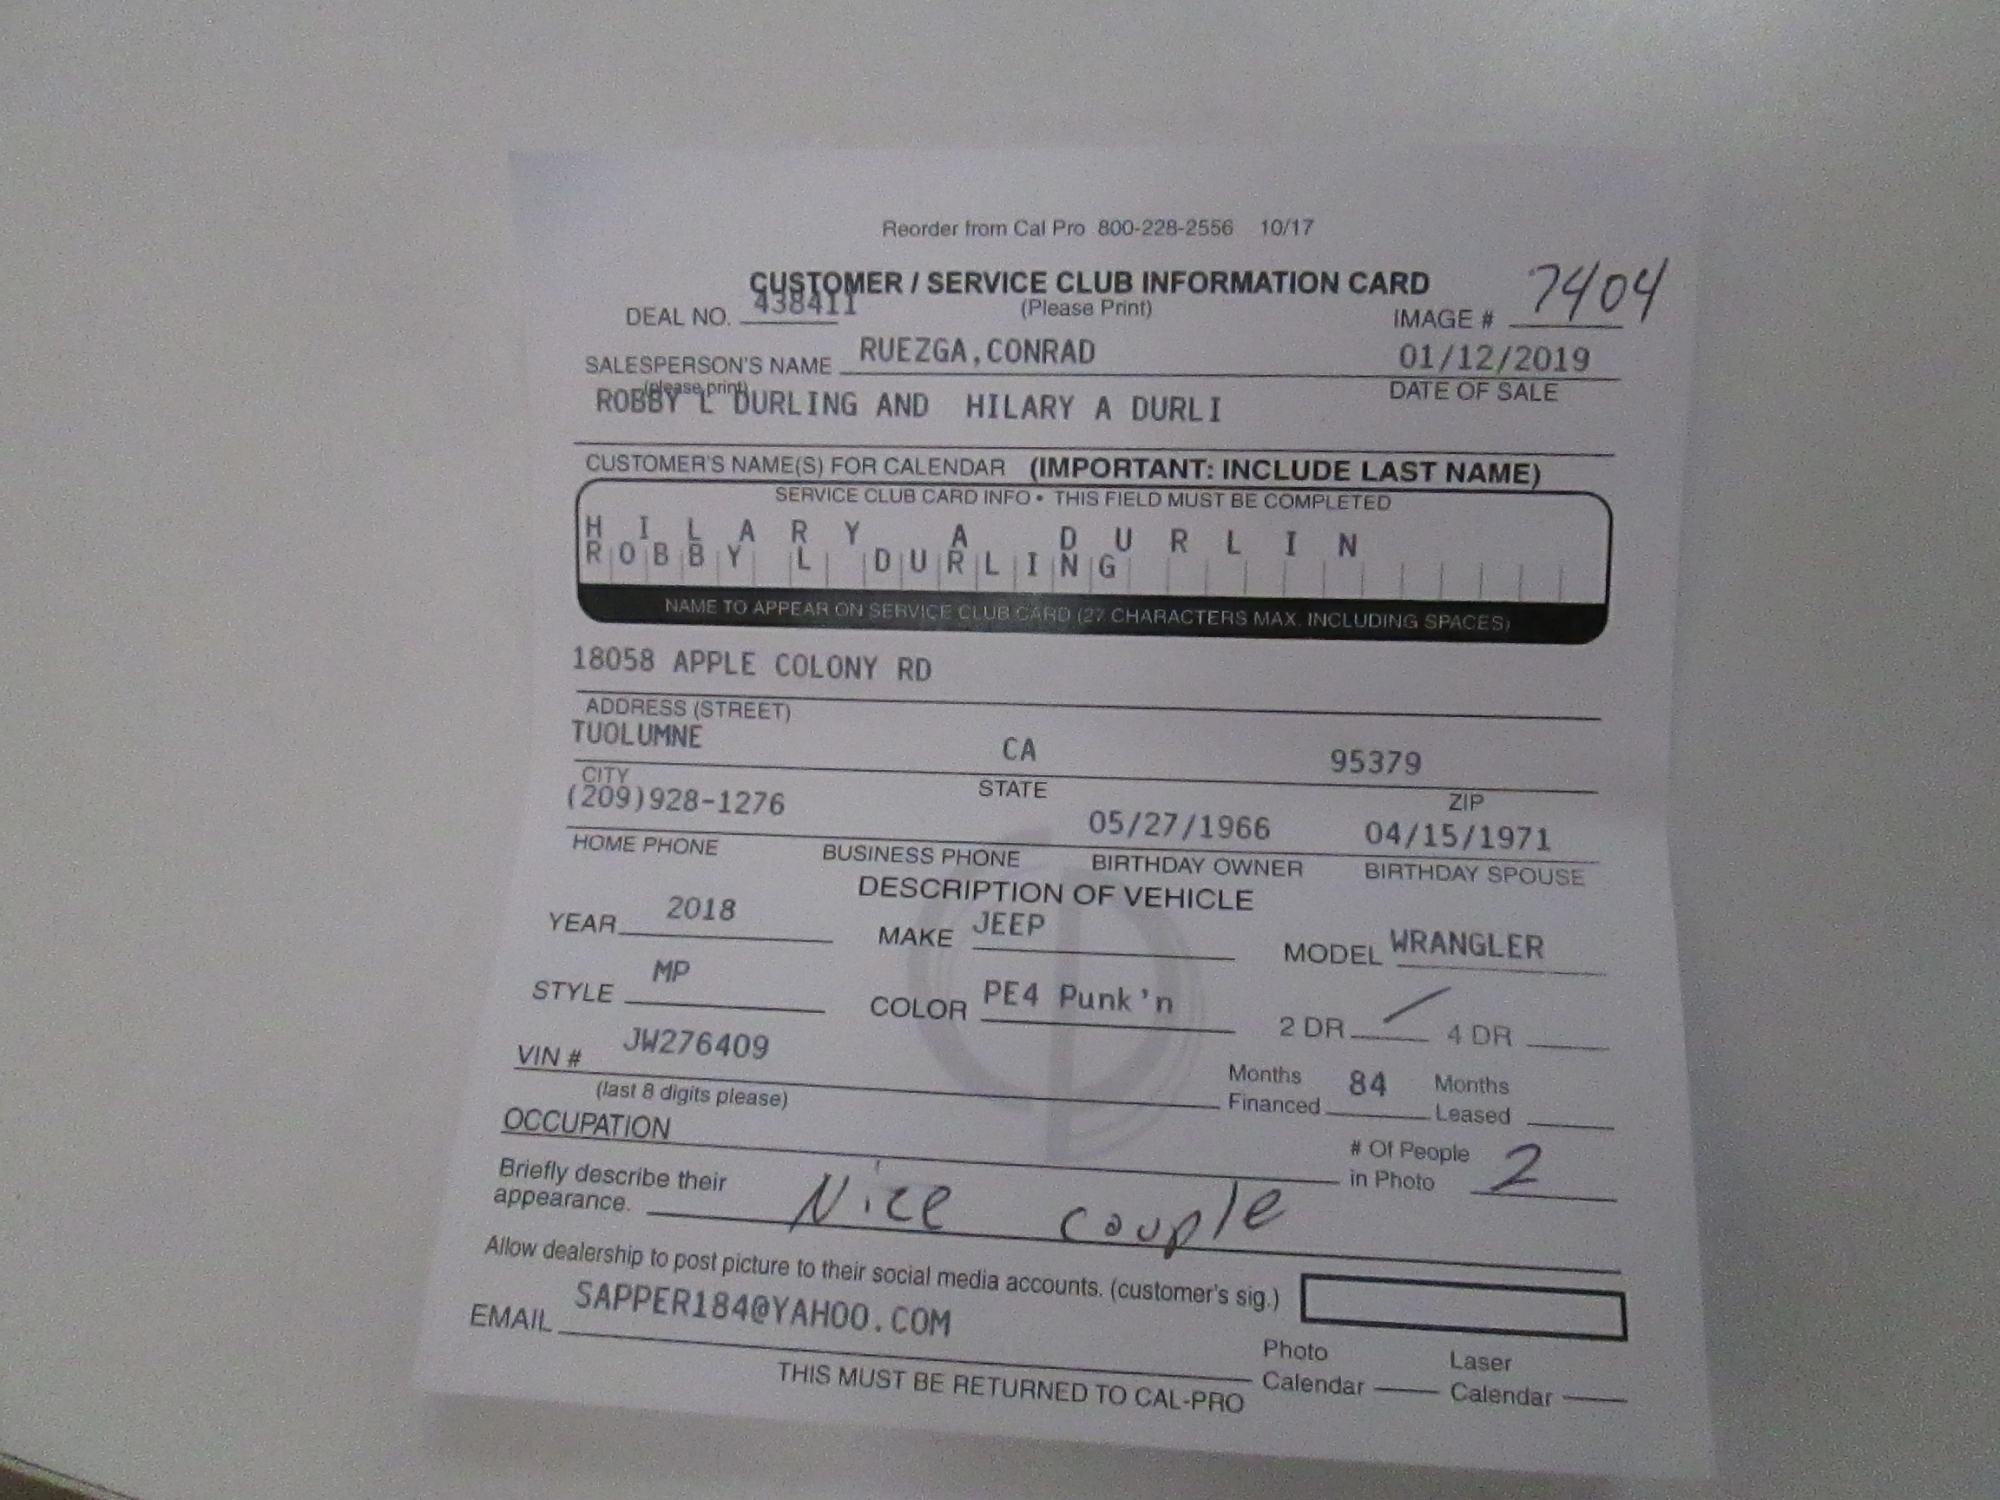 Reorder from Cal Pro 800-228-2556 10/17
CUSTOMER / SERVICE CLUB INFORMATION CARD
(Please Print)
DEAL NO. 438411 IMAGE # 7404
SALESPERSON'S NAME RUEZGA,CONRAD 01/12/2019
(please print) DATE OF SALE
ROBBY L DURLING AND HILARY A DURLI
CUSTOMER'S NAME(S) FOR CALENDAR (IMPORTANT: INCLUDE LAST NAME)
SERVICE CLUB CARD INFO • THIS FIELD MUST BE COMPLETED
HILARY A DURLIN
ROBBY L DURLING
NAME TO APPEAR ON SERVICE CLUB CARD (27 CHARACTERS MAX. INCLUDING SPACES)
18058 APPLE COLONY RD
ADDRESS (STREET)
TUOLUMNE CA 95379
CITY STATE ZIP
(209)928-1276 05/27/1966 04/15/1971
HOME PHONE BUSINESS PHONE BIRTHDAY OWNER BIRTHDAY SPOUSE
DESCRIPTION OF VEHICLE
YEAR 2018 MAKE JEEP MODEL WRANGLER
STYLE MP COLOR PE4 Punk'n 2 DR 4 DR
VIN # JW276409 Months Financed 84 Months Leased
(last 8 digits please)
OCCUPATION # Of People in Photo 2
Briefly describe their appearance. Nice couple
Allow dealership to post picture to their social media accounts. (customer's sig.)
EMAIL SAPPER184@YAHOO.COM
Photo Calendar Laser Calendar
THIS MUST BE RETURNED TO CAL-PRO